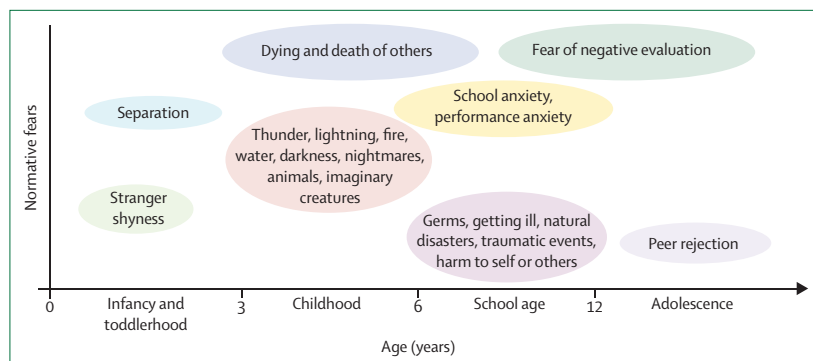 Normative fears
Dying and death of others
Fear of negative evaluation
Separation
School anxiety,
performance anxiety
Thunder, lightning, fire,
water, darkness, nightmares,
animals, imaginary
creatures
Stranger
shyness
Germs, getting ill, natural
disasters, traumatic events,
harm to self or others
Peer rejection
0
3
6
12
Infancy and
toddlerhood
Childhood
School age
Adolescence
Age (years)